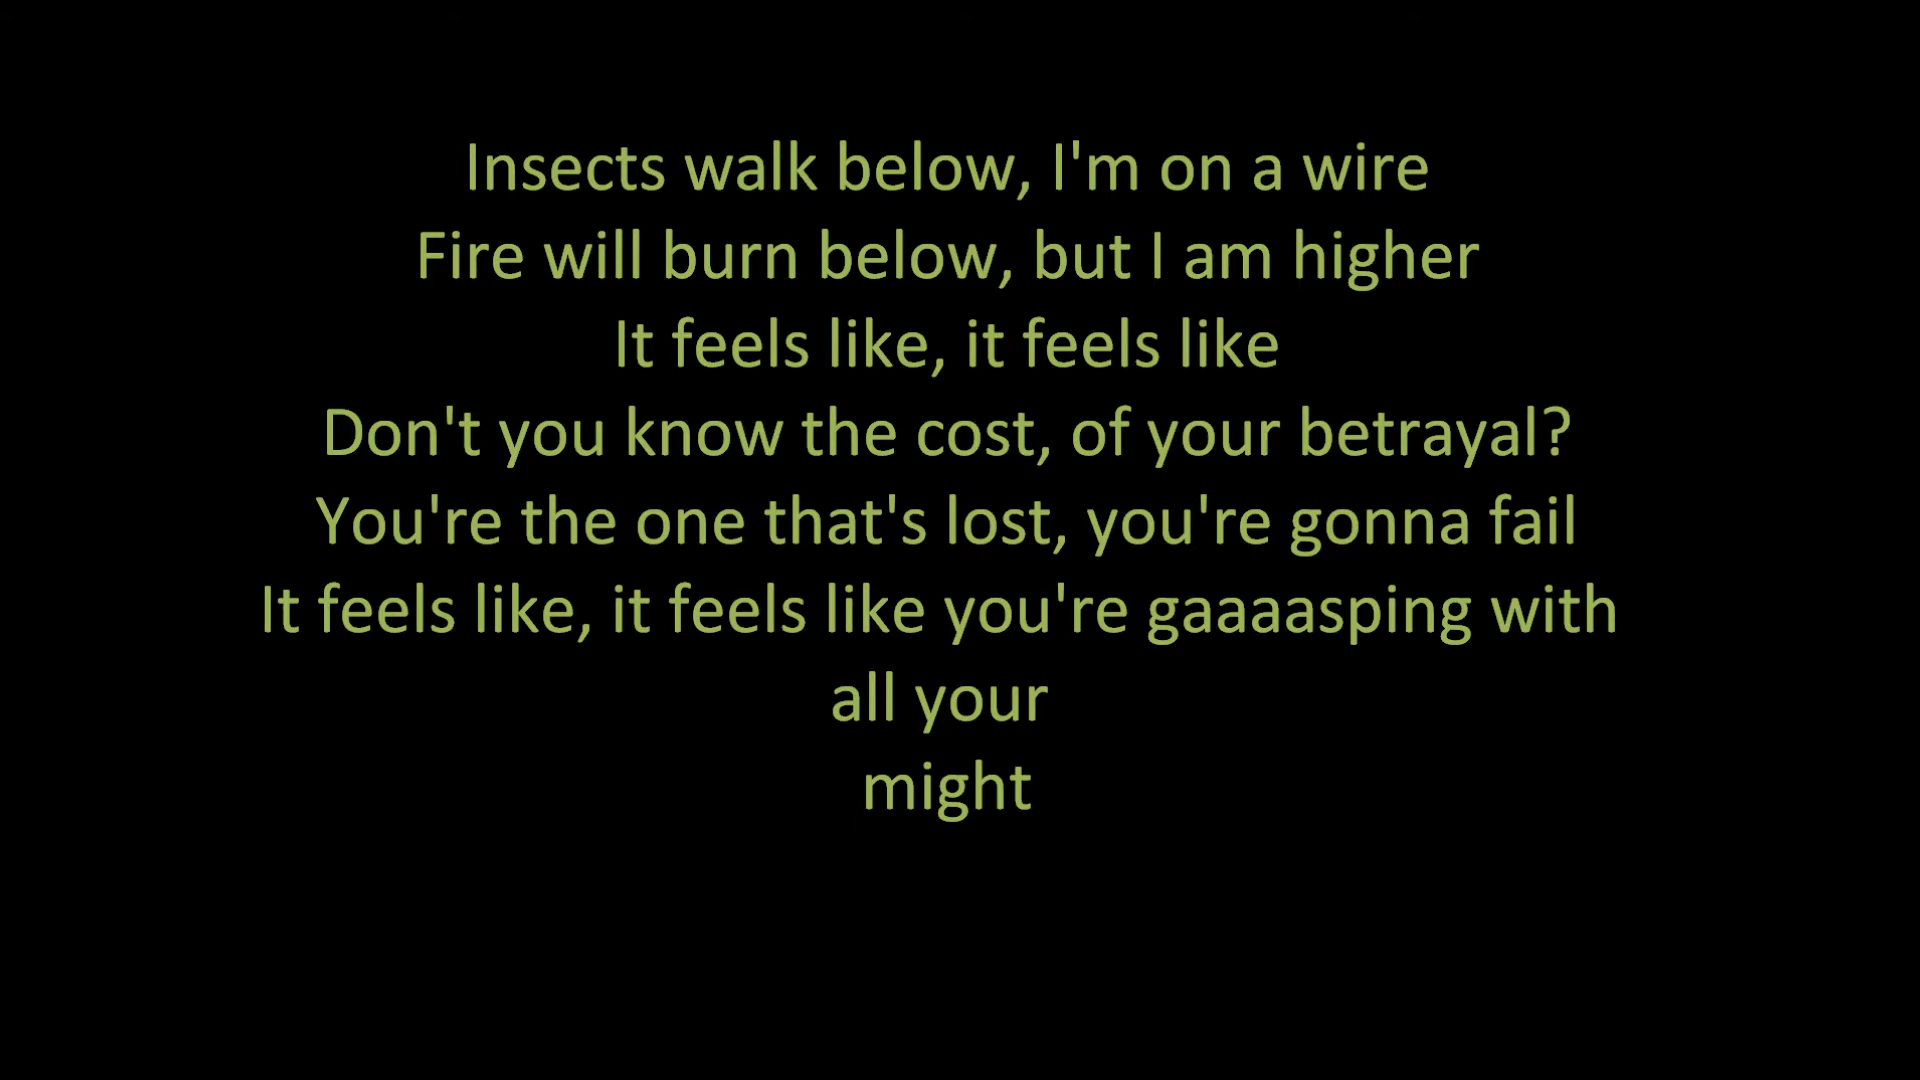 Insects walk below, I'm on a wire
Fire will burn below, but I am higher
It feels like, it feels like
Don't you know the cost, of your betrayal?
You're the one that's lost, you're gonna fail
It feels like, it feels like you're gaaaasping with
all your
might